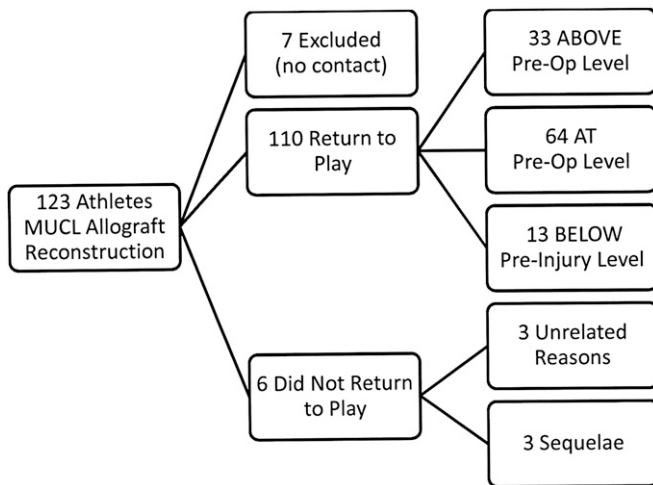 123 Athletes
MUCL Allograft
Reconstruction
7 Excluded
(no contact)
110 Return to
Play
33 ABOVE
Pre-Op Level
64 AT
Pre-Op Level
13 BELOW
Pre-Injury Level
6 Did Not Return
to Play
3 Unrelated
Reasons
3 Sequelae